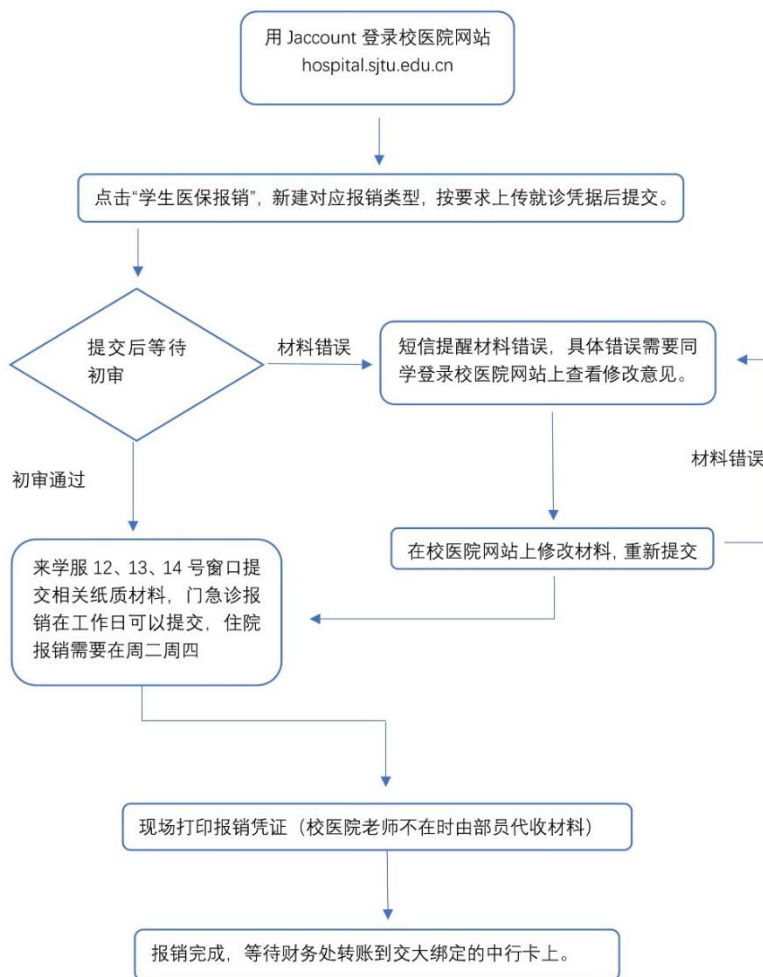 用 Jaccount 登录校医院网站
hospital.sjtu.edu.cn
点击“学生医保报销”，新建对应报销类型，按要求上传就诊凭据后提交。
提交后等待
初审
材料错误
短信提醒材料错误，具体错误需要同
学登录校医院网站上查看修改意见。
材料错误
初审通过
在校医院网站上修改材料，重新提交
来学服 12、13、14 号窗口提
交相关纸质材料，门急诊报
销在工作日可以提交，住院
报销需要在周二周四
现场打印报销凭证（校医院老师不在时由部员代收材料）
报销完成，等待财务处转账到交大绑定的中行卡上。